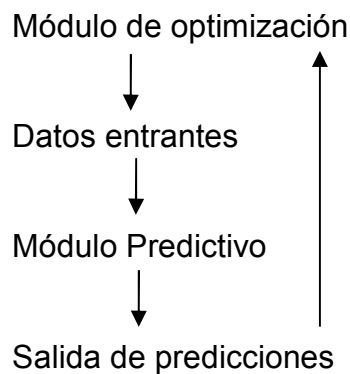 Módulo de optimización
Datos entrantes
Módulo Predictivo
Salida de predicciones